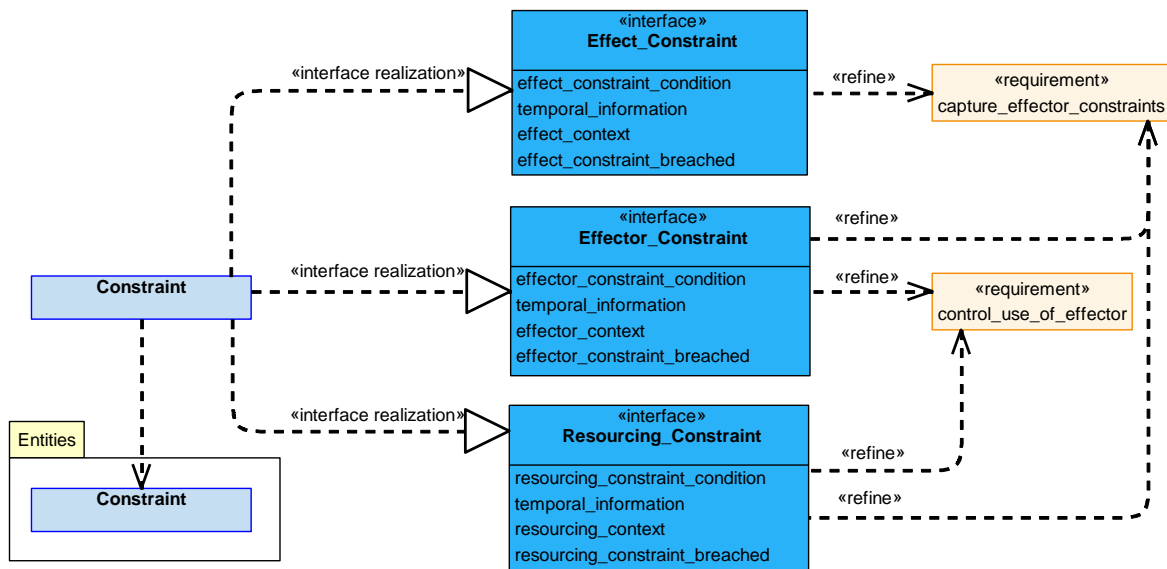 «interface»
Effect_Constraint
effect_constraint_condition
temporal_information
effect_context
effect_constraint_breached
«interface realization»
«refine»
«requirement»
capture_effector_constraints
«interface»
Effector_Constraint
effector_constraint_condition
temporal_information
effector_context
effector_constraint_breached
«interface realization»
«refine»
«refine»
«requirement»
control_use_of_effector
Constraint
«interface realization»
«interface»
Resourcing_Constraint
resourcing_constraint_condition
temporal_information
resourcing_context
resourcing_constraint_breached
«refine»
«refine»
Entities
Constraint